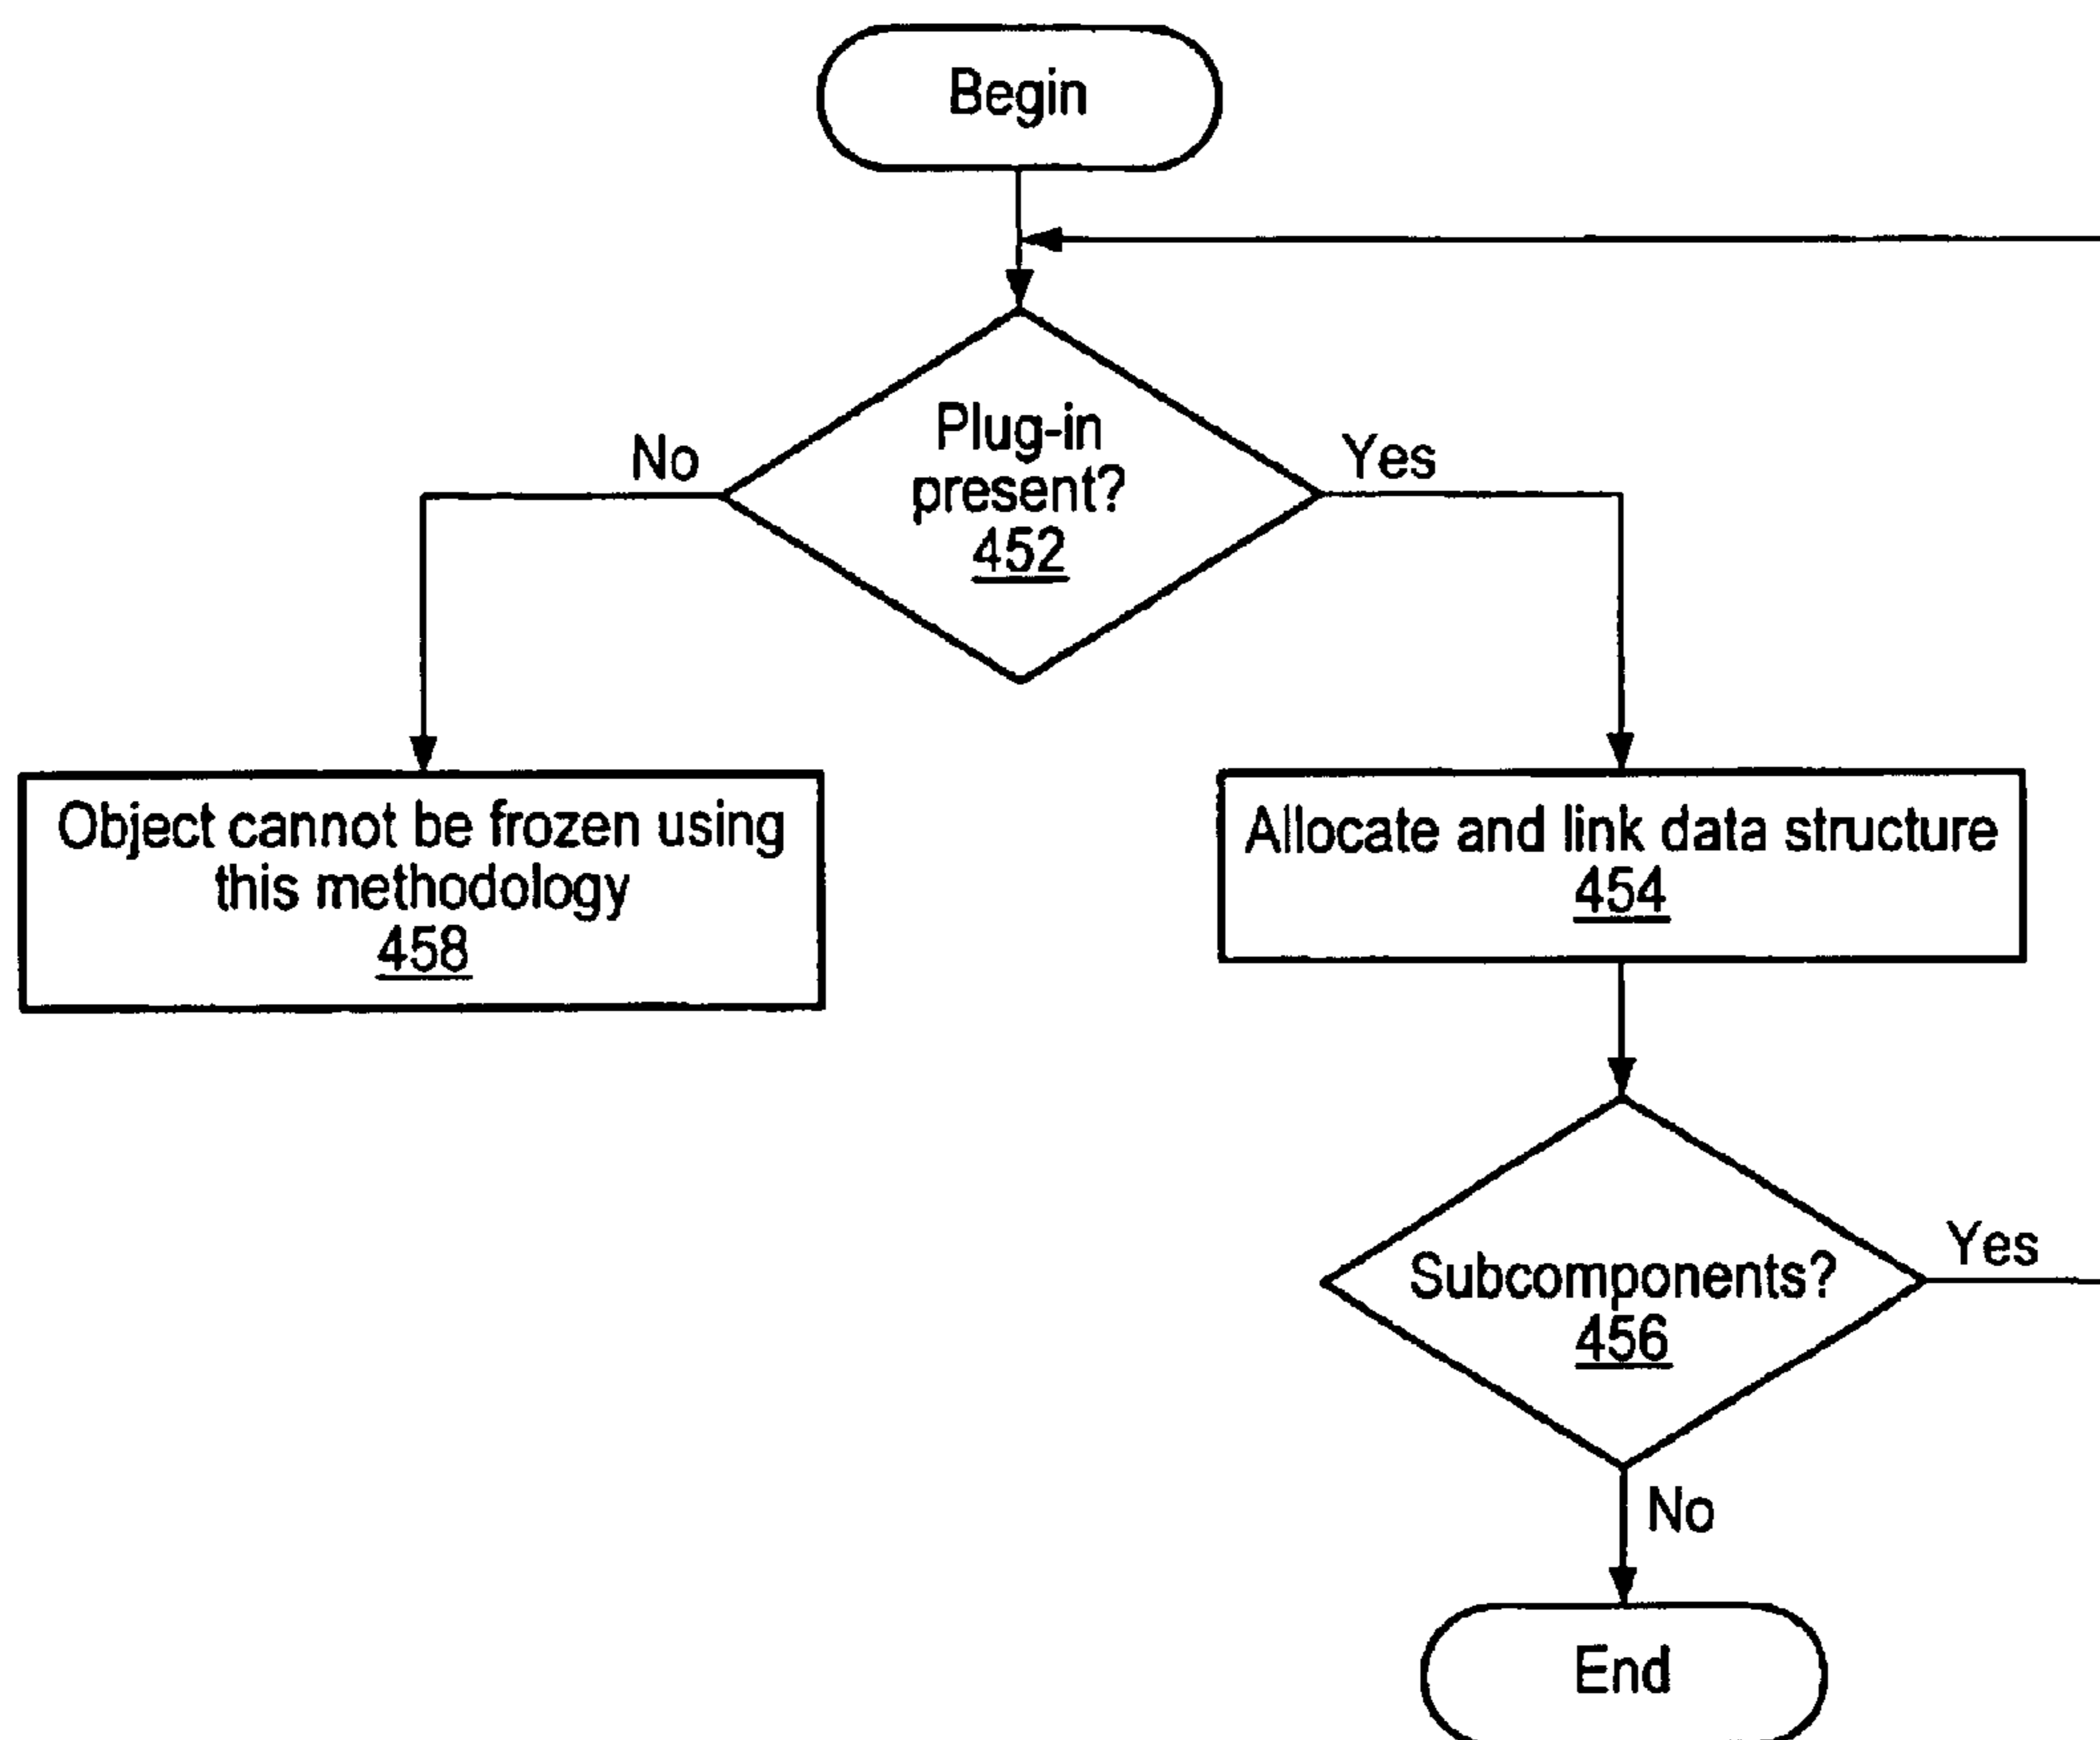 Begin
Plug-in
present?
452
No
Yes
Object cannot be frozen using
this methodology
458
Allocate and link data structure
454
Subcomponents?
456
Yes
No
End